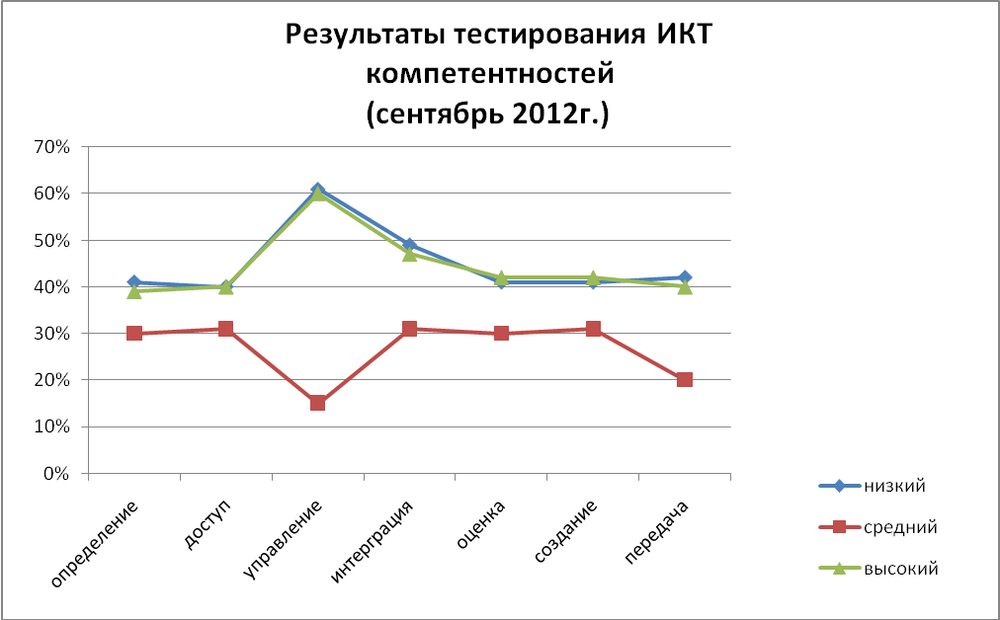 Результаты тестирования ИКТ
компетентностей
(сентябрь 2012г.)
70%
60%
50%
40%
30%
20%
10%
0%
определение
доступ
управление
интерграция
оценка
создание
передача
низкий
средний
высокий